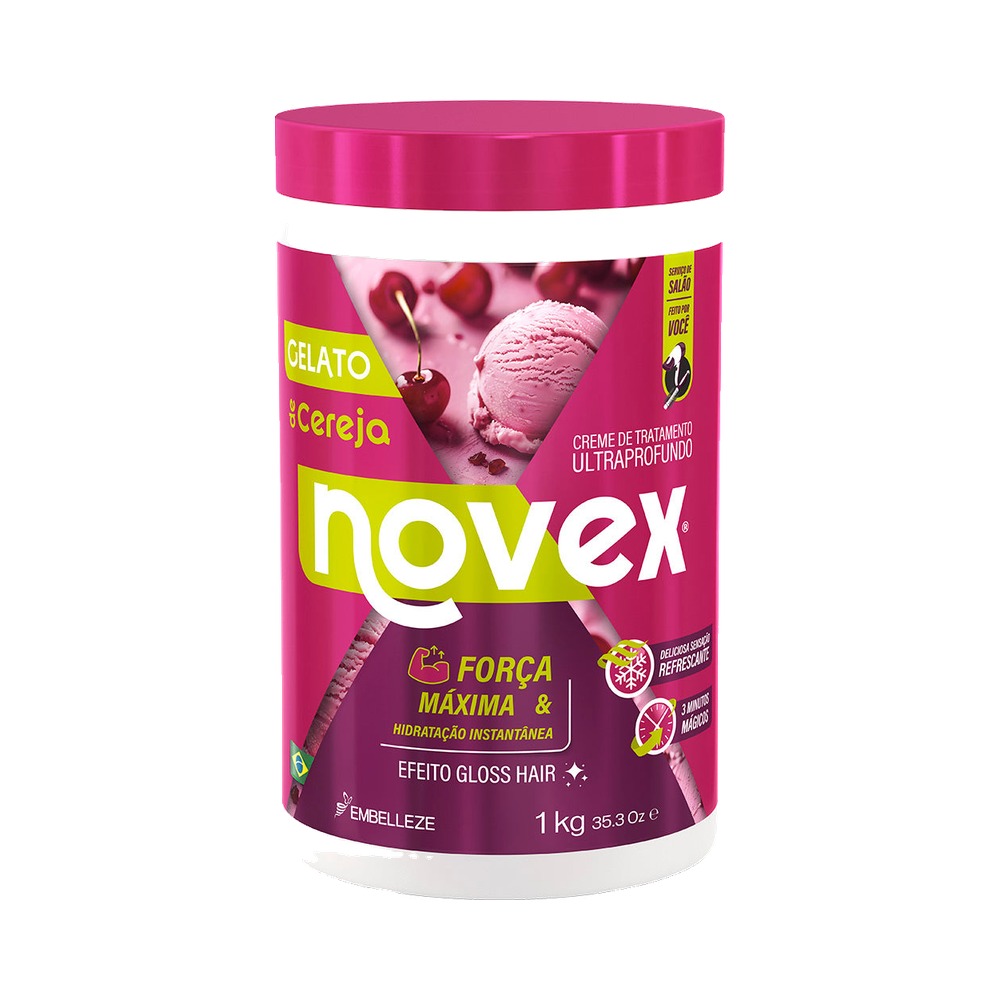 SERVIÇO DE
SALÃO
FEITO POR
VOCÊ
GELATO
de Cereja
CREME DE TRATAMENTO
ULTRAPROFUNDO
novex®
FORÇA
MÁXIMA &
HIDRATAÇÃO INSTANTÂNEA
EFEITO GLOSS HAIR
DELICIOSA SENSAÇÃO
REFRESCANTE
3 MINUTOS
MÁGICOS
EMBELLEZE
1 kg 35.3 Oz ℮